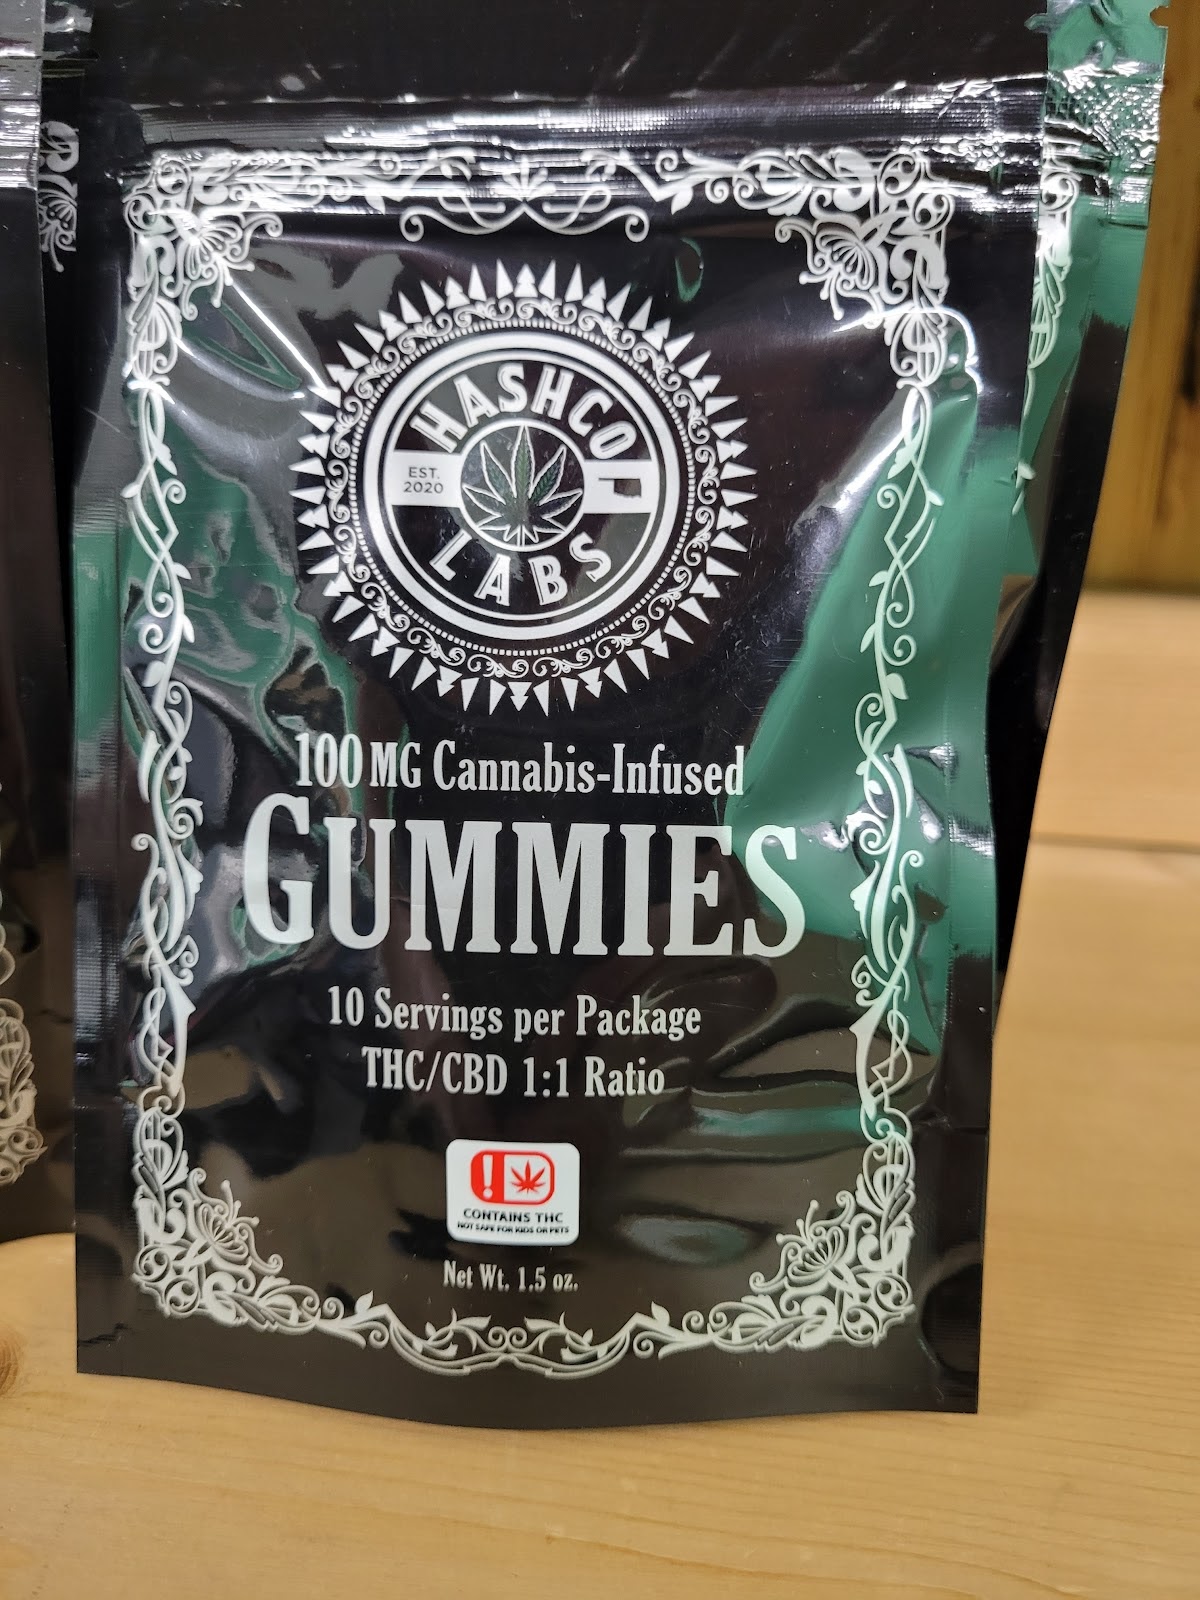 HASHCO
EST.
2020
LABS
100 MG Cannabis-Infused
GUMMIES
10 Servings per Package
THC/CBD 1:1 Ratio
!
CONTAINS THC
NOT SAFE FOR KIDS OR PETS
Net Wt. 1.5 oz.